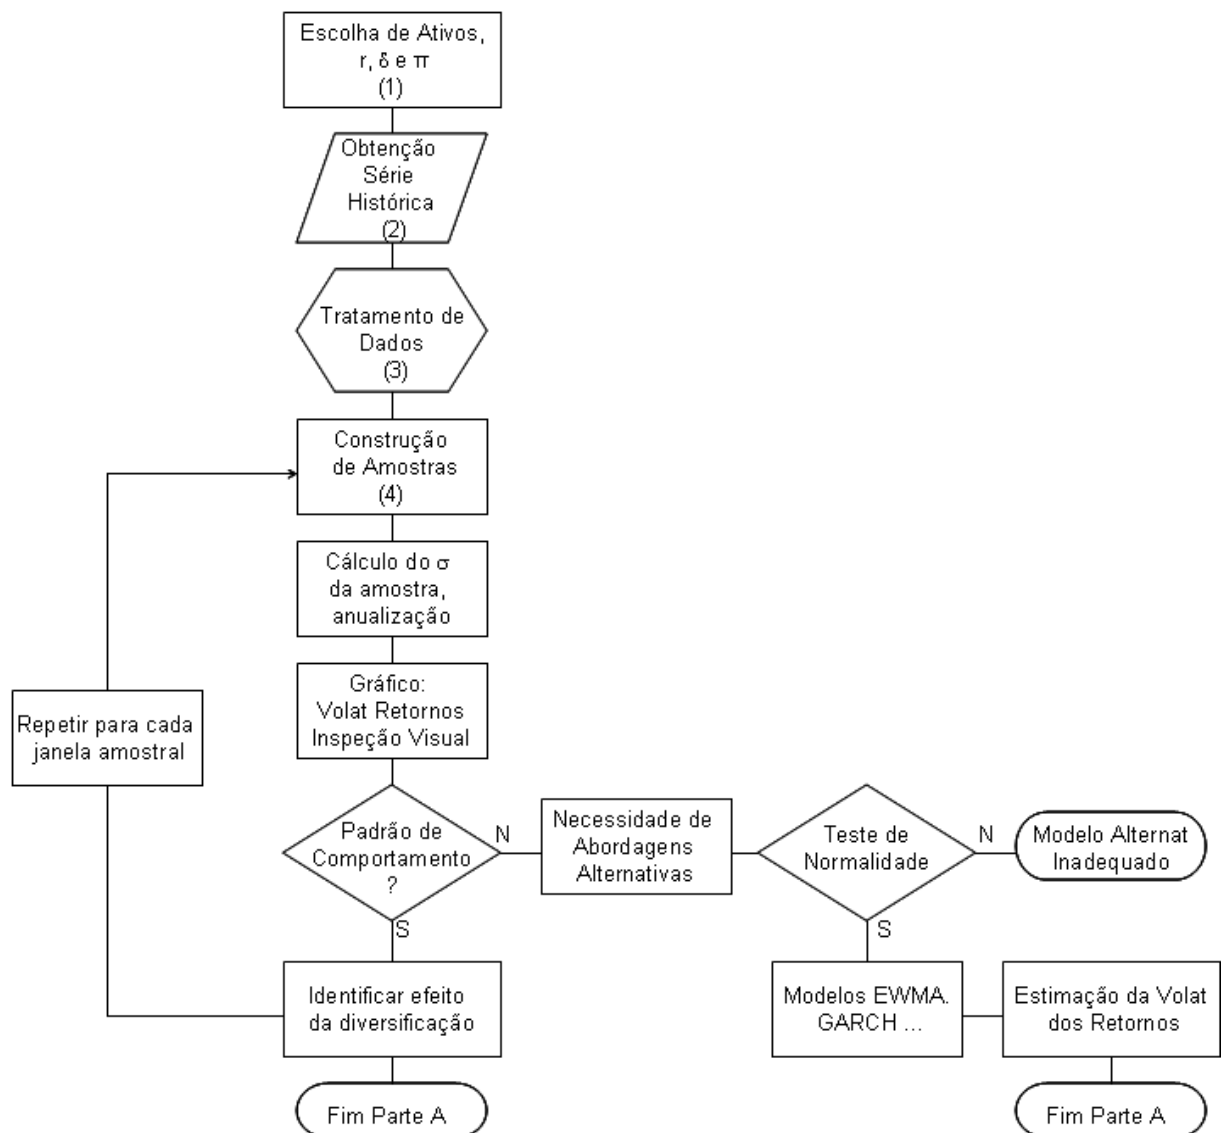 Escolha de Ativos,
r, δ e π
(1)
Obtenção
Série
Histórica
(2)
Tratamento de
Dados
(3)
Construção
de Amostras
(4)
Cálculo do σ
da amostra,
anualização
Gráfico:
Volat Retornos
Inspeção Visual
Repetir para cada
janela amostral
Padrão de
Comportamento
?
N
S
Necessidade de
Abordagens
Alternativas
Teste de
Normalidade
N
S
Modelo Alternat
Inadequado
Identificar efeito
da diversificação
Modelos EWMA.
GARCH ...
Estimação da Volat
dos Retornos
Fim Parte A
Fim Parte A